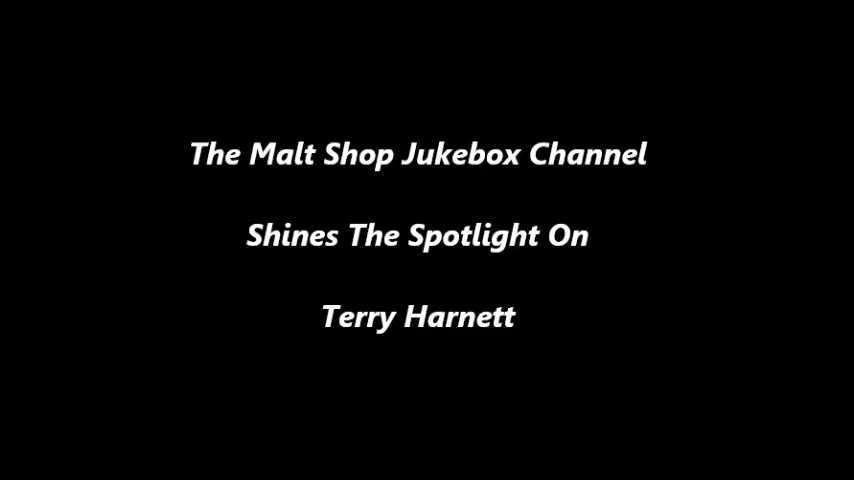 The Malt Shop Jukebox Channel
Shines The Spotlight On
Terry Harnett